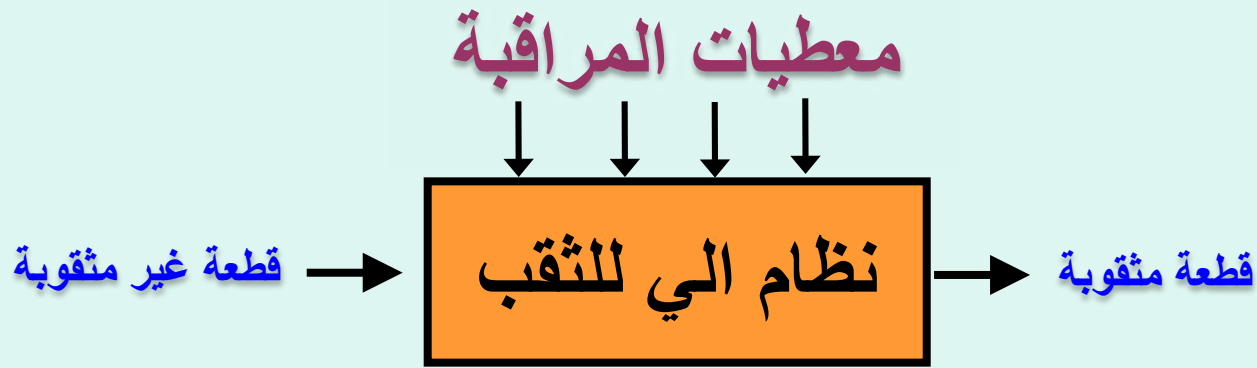 معطيات المراقبة
قطعة غير مثقوبة
نظام الي للثقب
قطعة مثقوبة